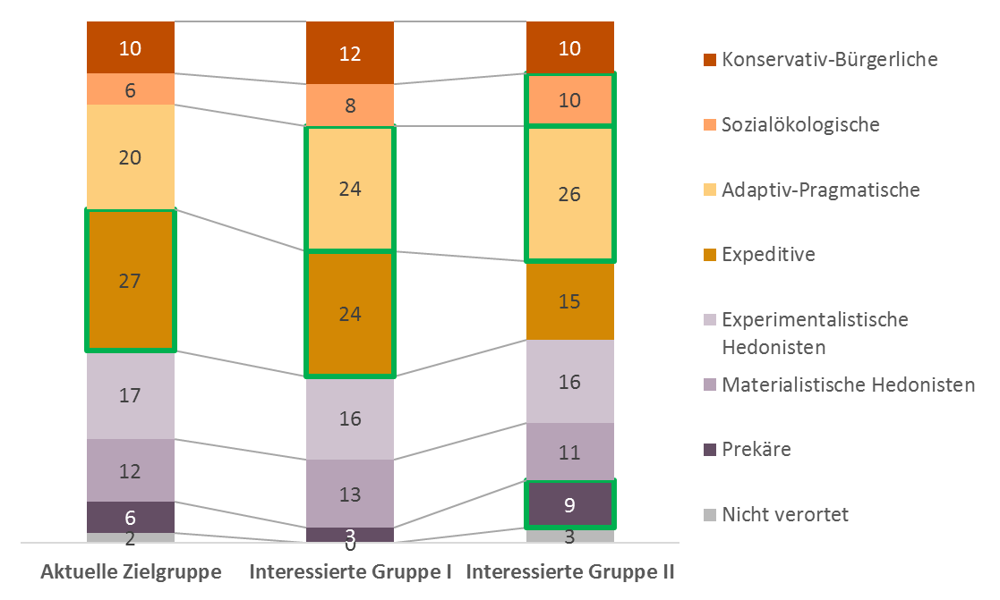 10
12
10
Konservativ-Bürgerliche
6
8
10
Sozialökologische
20
24
26
Adaptiv-Pragmatische
27
24
15
Expeditive
17
16
16
Experimentalistische
Hedonisten
12
13
11
Materialistische Hedonisten
6
3
9
Prekäre
2
0
3
Nicht verortet
Aktuelle Zielgruppe
Interessierte Gruppe I
Interessierte Gruppe II